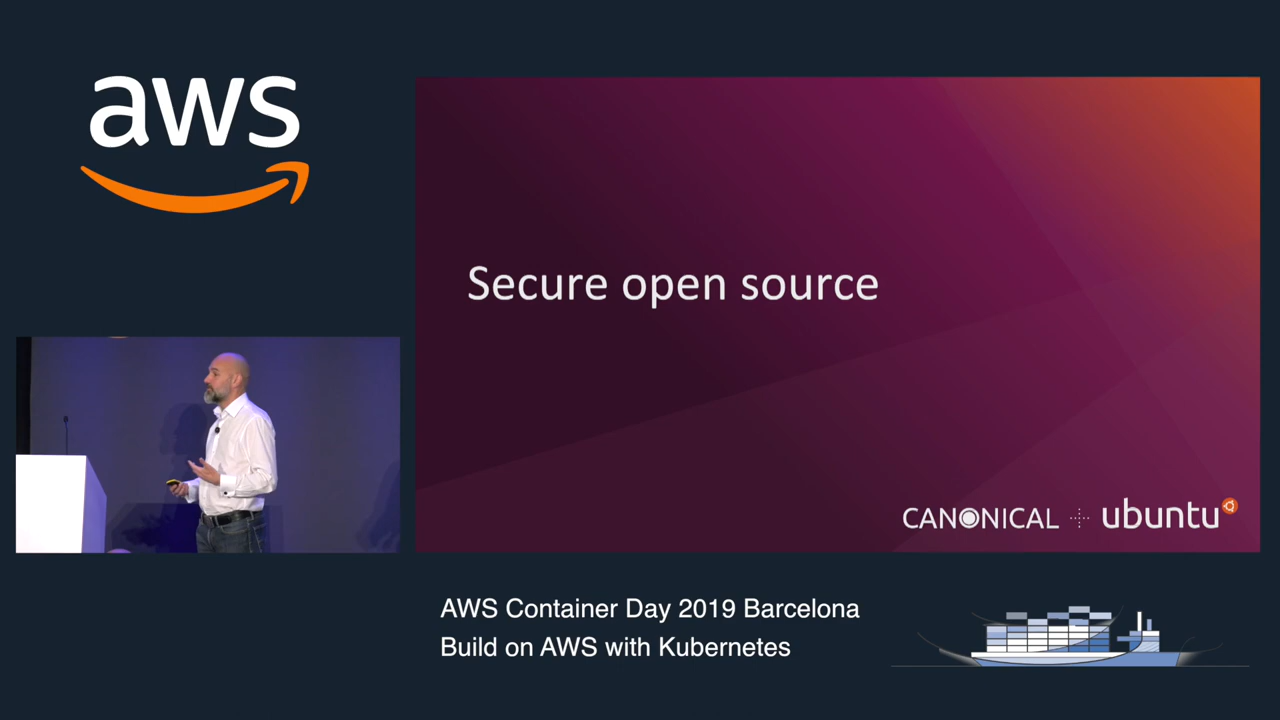 aws
Secure open source
CANONICAL ubuntu
AWS Container Day 2019 Barcelona
Build on AWS with Kubernetes